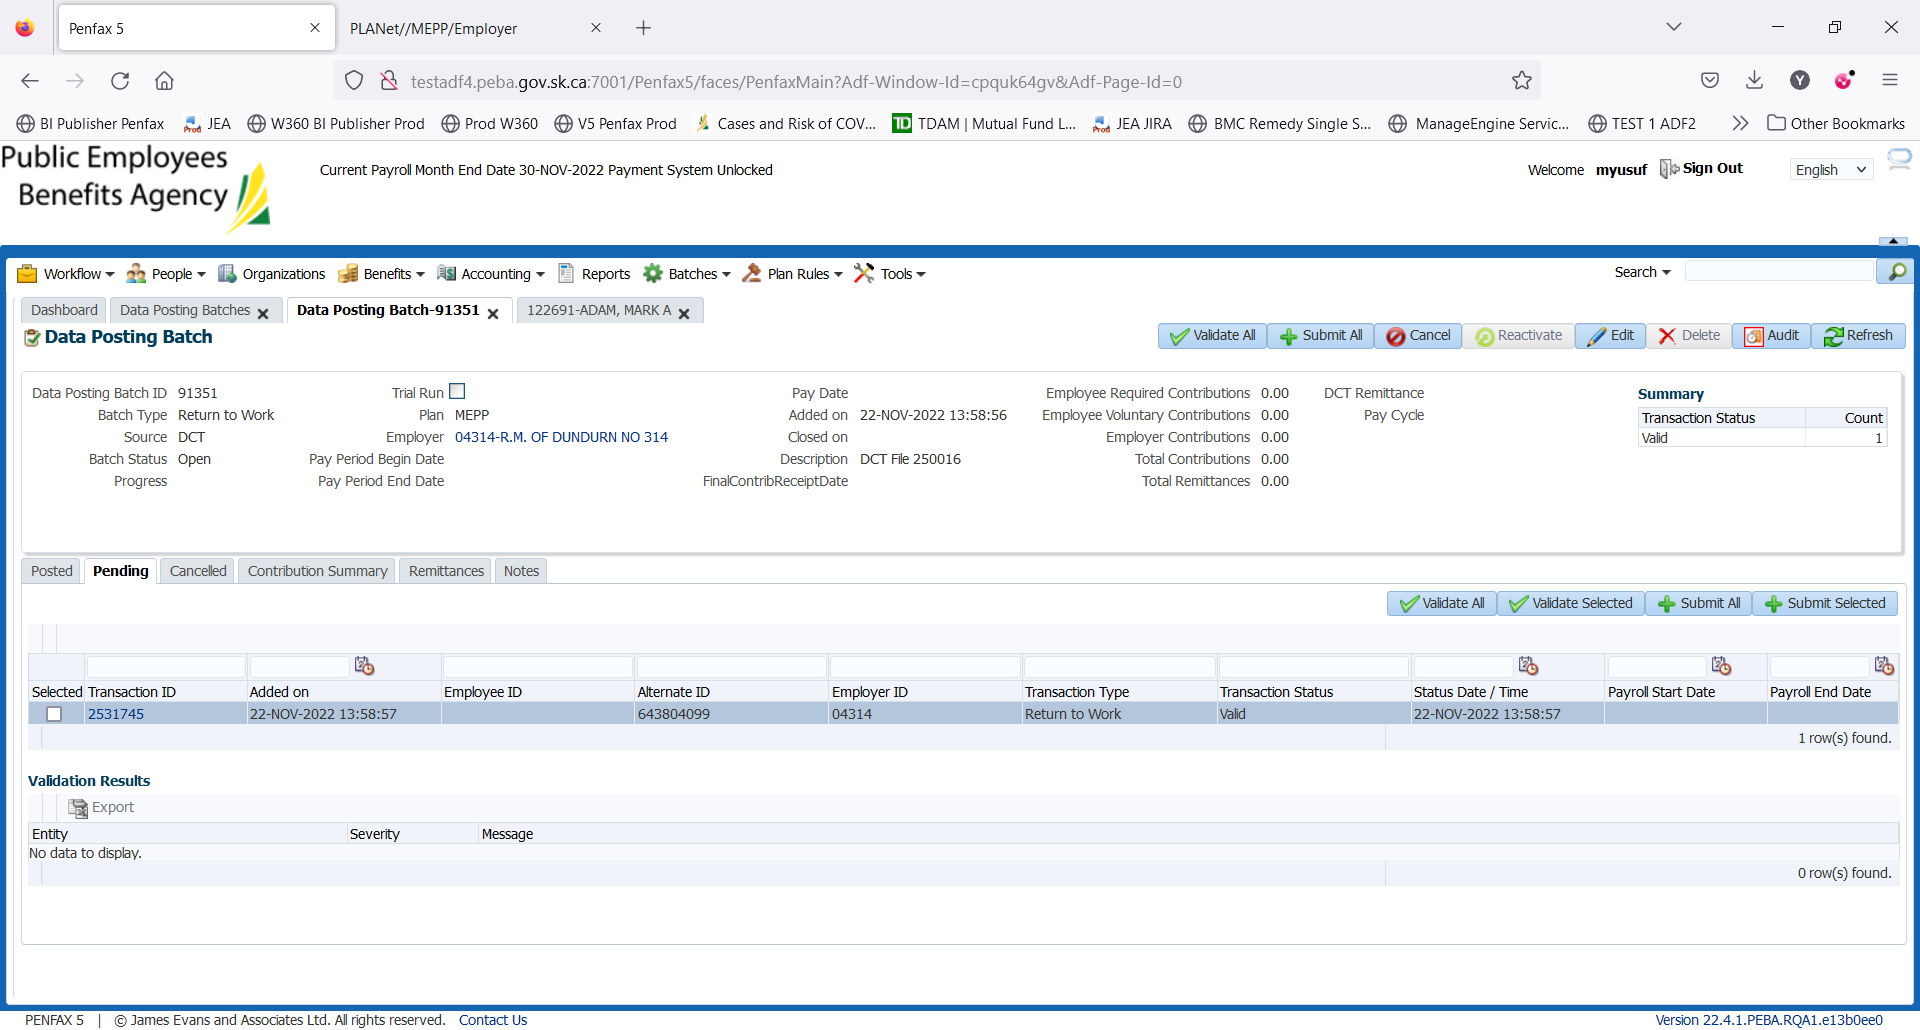 Penfax 5
PLANet//MEPP/Employer
testadf4.peba.gov.sk.ca:7001/Penfax5/faces/PenfaxMain?Adf-Window-Id=cpquk64gv&Adf-Page-Id=0
Y
BI Publisher Penfax
JEA
W360 BI Publisher Prod
Prod W360
V5 Penfax Prod
Cases and Risk of COV...
TDAM | Mutual Fund L...
JEA JIRA
BMC Remedy Single S...
ManageEngine Servic...
TEST 1 ADF2
Other Bookmarks
Public Employees
Benefits Agency
Current Payroll Month End Date 30-NOV-2022 Payment System Unlocked
Welcome myusuf
Sign Out
English
Workflow
People
Organizations
Benefits
Accounting
Reports
Batches
Plan Rules
Tools
Search
Dashboard
Data Posting Batches
Data Posting Batch-91351
122691-ADAM, MARK A
Data Posting Batch
Validate All
Submit All
Cancel
Reactivate
Edit
Delete
Audit
Refresh
Data Posting Batch ID 91351
Batch Type Return to Work
Source DCT
Batch Status Open
Progress
Trial Run
Plan MEPP
Employer 04314-R.M. OF DUNDURN NO 314
Pay Period Begin Date
Pay Period End Date
Pay Date
Added on 22-NOV-2022 13:58:56
Closed on
Description DCT File 250016
FinalContribReceiptDate
Employee Required Contributions 0.00
Employee Voluntary Contributions 0.00
Employer Contributions 0.00
Total Contributions 0.00
Total Remittances 0.00
DCT Remittance
Pay Cycle
Summary
Transaction Status Count
Valid 1
Posted
Pending
Cancelled
Contribution Summary
Remittances
Notes
Validate All
Validate Selected
Submit All
Submit Selected
Selected Transaction ID Added on Employee ID Alternate ID Employer ID Transaction Type Transaction Status Status Date / Time Payroll Start Date Payroll End Date
2531745 22-NOV-2022 13:58:57 643804099 04314 Return to Work Valid 22-NOV-2022 13:58:57
1 row(s) found.
Validation Results
Export
Entity Severity Message
No data to display.
0 row(s) found.
PENFAX 5 | © James Evans and Associates Ltd. All rights reserved. Contact Us
Version 22.4.1.PEBA.RQA1.e13b0ee0